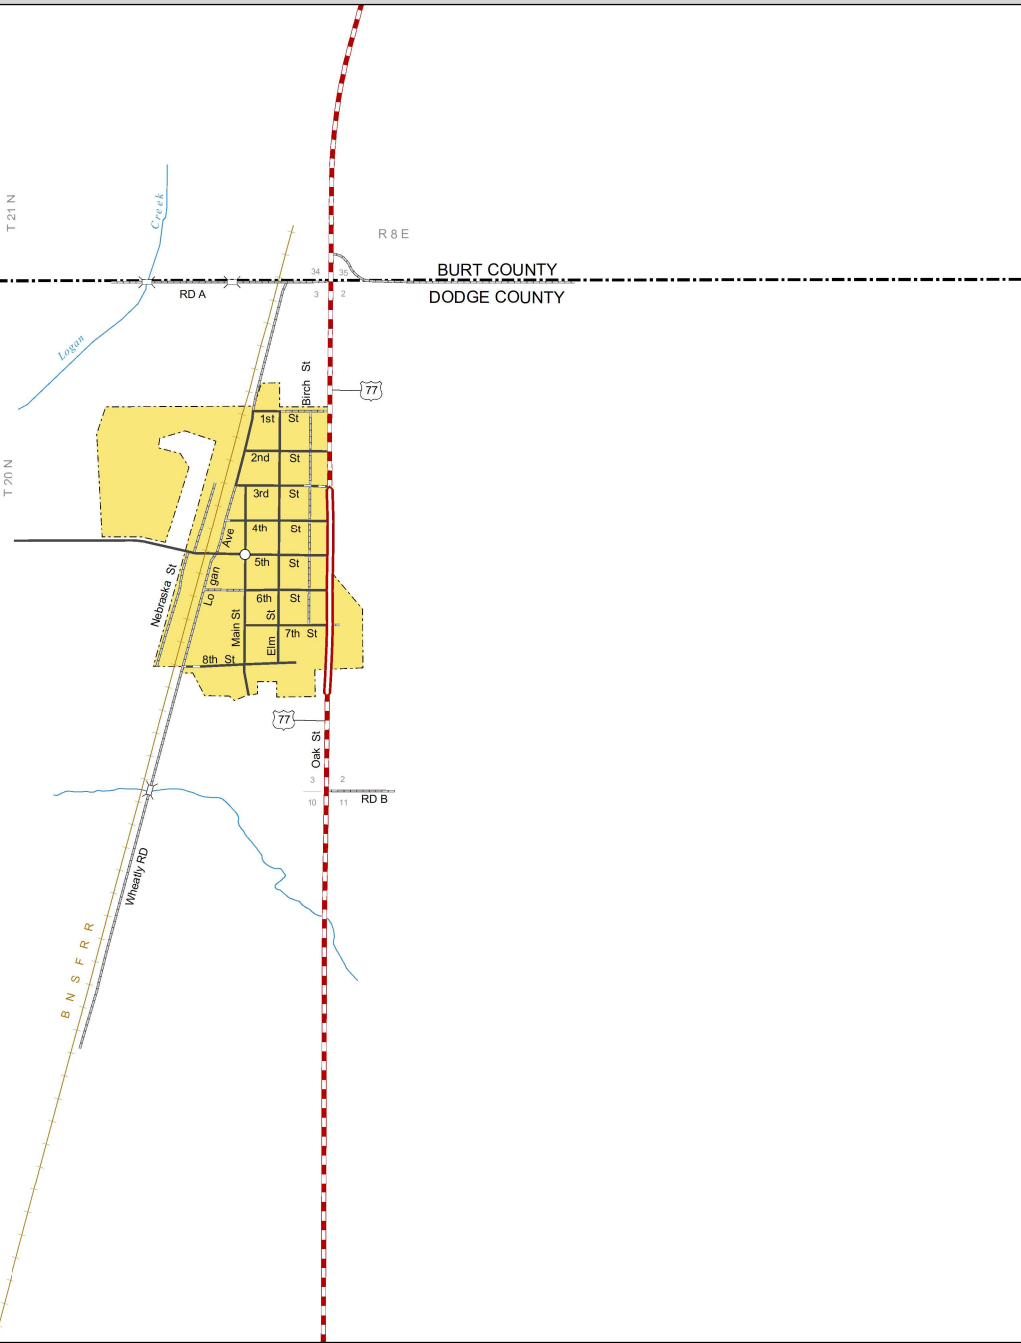 T 21 N
Creek
R 8 E
34
35
BURT COUNTY
RD A
3
2
DODGE COUNTY
Logan
Birch St
77
1st St
2nd St
T 20 N
3rd St
4th St
Ave
5th St
Nebraska St
Logan
6th St
Main St
Elm St
7th St
8th St
77
Oak St
3
2
10
11
RD B
Wheatly RD
B N S F R R